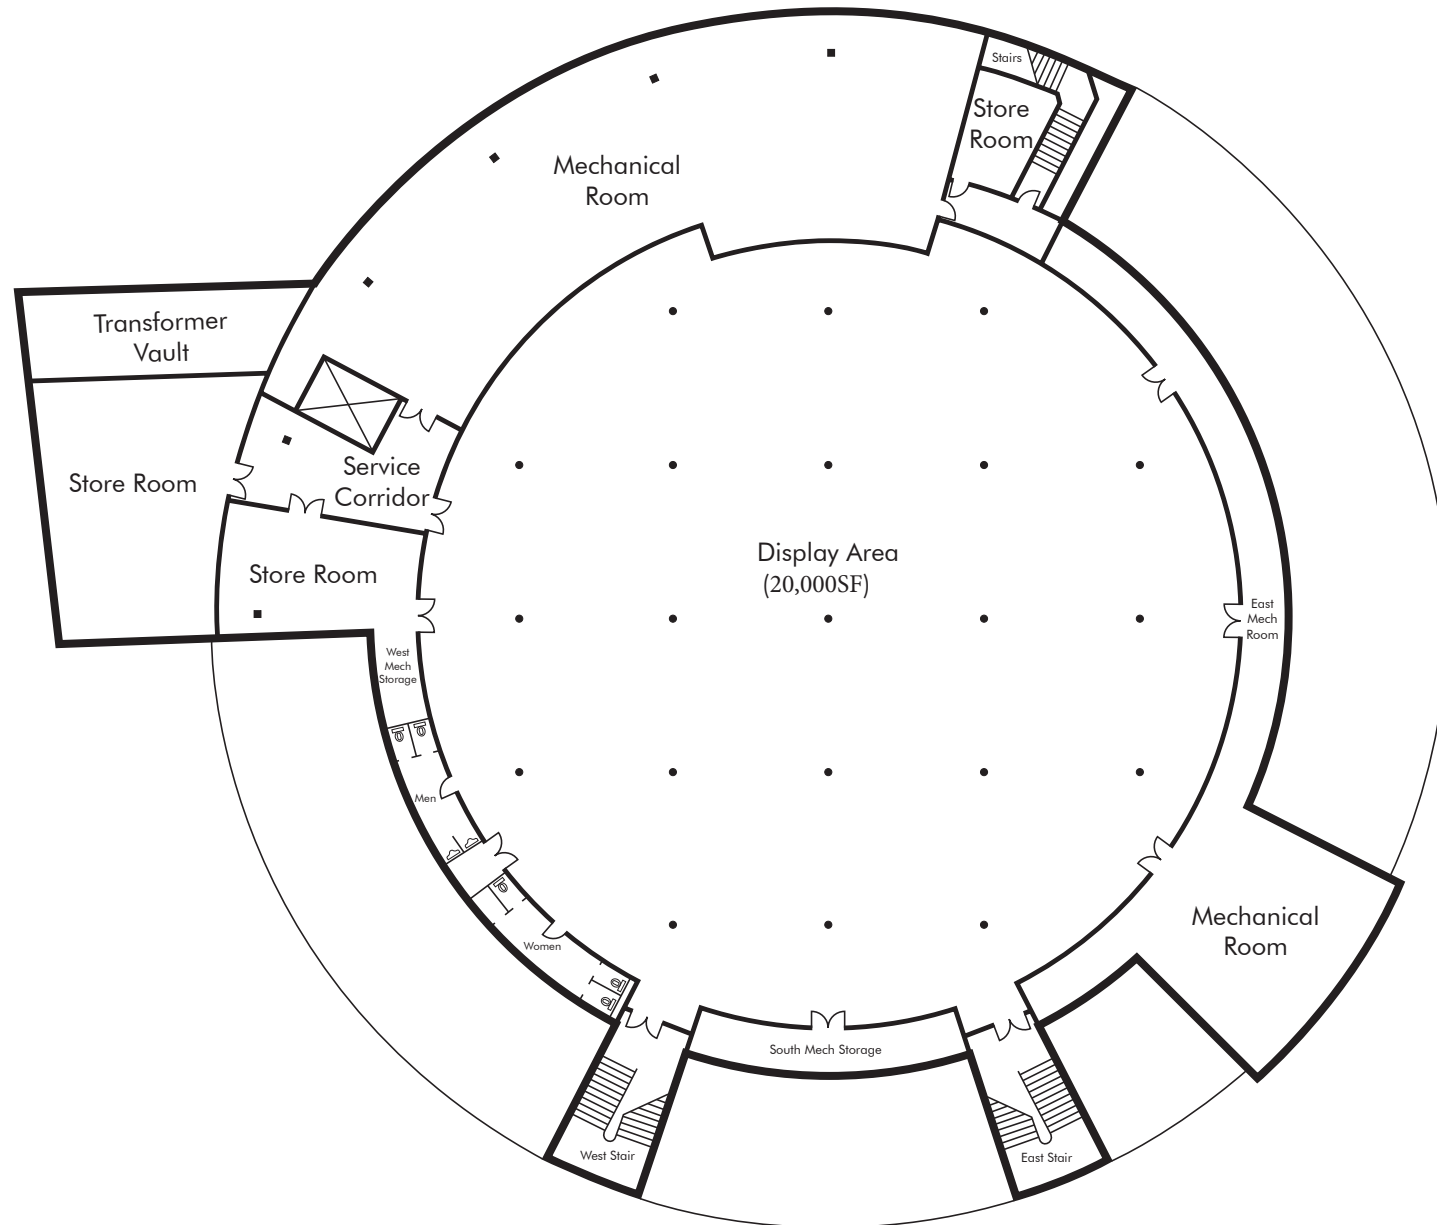 Stairs
Store
Room
Mechanical
Room
Transformer
Vault
Service
Corridor
Store Room
Display Area
(20,000SF)
Store Room
East
Mech
Room
West
Mech
Storage
Men
Mechanical
Room
Women
South Mech Storage
West Stair
East Stair